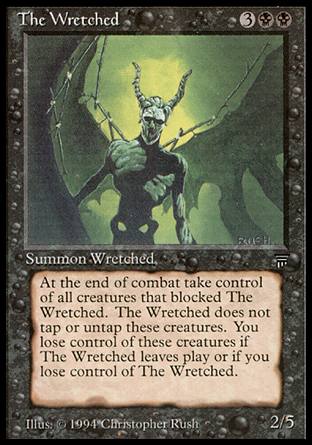 The Wretched 3
RUSH
Summon Wretched
At the end of combat take control
of all creatures that blocked The
Wretched. The Wretched does not
tap or untap these creatures. You
lose control of these creatures if
The Wretched leaves play or if you
lose control of The Wretched.
Illus. © 1994 Christopher Rush 2/5